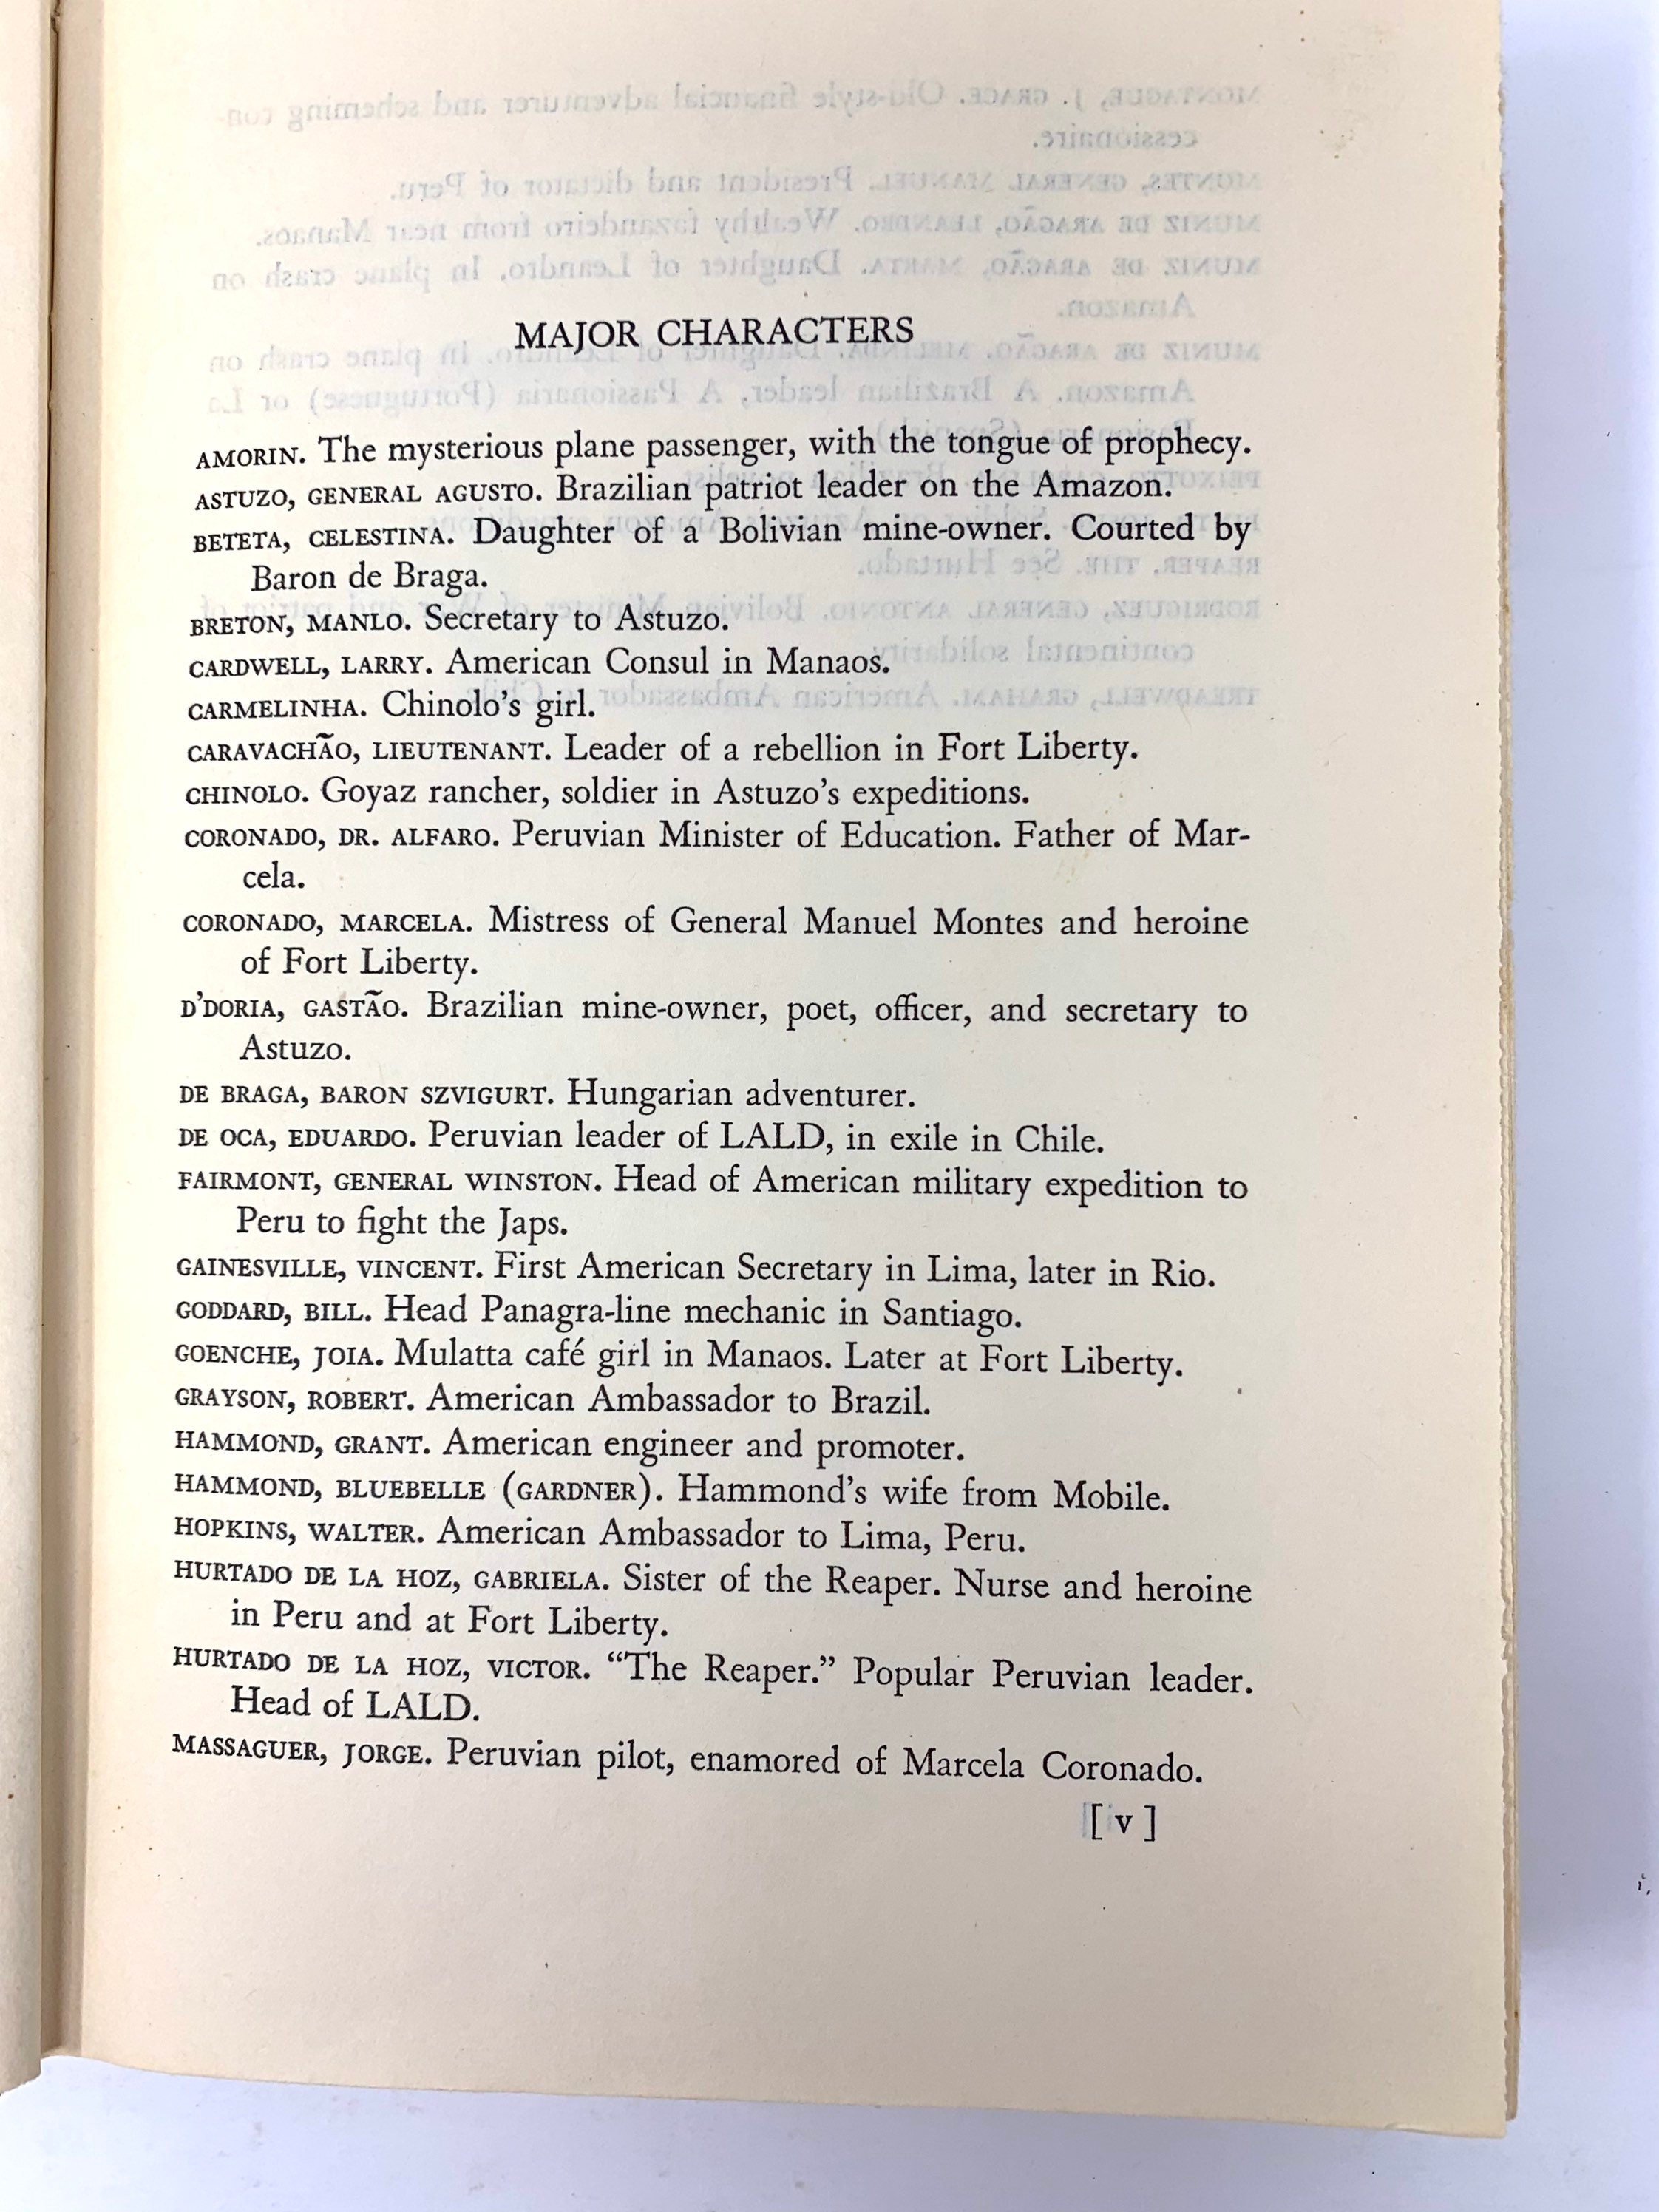 MAJOR CHARACTERS
AMORIN. The mysterious plane passenger, with the tongue of prophecy.
ASTUZO, GENERAL AGUSTO. Brazilian patriot leader on the Amazon.
BETETA, CELESTINA. Daughter of a Bolivian mine-owner. Courted by
Baron de Braga.
BRETON, MANLO. Secretary to Astuzo.
CARDWELL, LARRY. American Consul in Manaos.
CARMELINHA. Chinolo's girl.
CARAVACHÃO, LIEUTENANT. Leader of a rebellion in Fort Liberty.
CHINOLO. Goyaz rancher, soldier in Astuzo's expeditions.
CORONADO, DR. ALFARO. Peruvian Minister of Education. Father of Mar-
cela.
CORONADO, MARCELA. Mistress of General Manuel Montes and heroine
of Fort Liberty.
D'DORIA, GASTÃO. Brazilian mine-owner, poet, officer, and secretary to
Astuzo.
DE BRAGA, BARON SZVIGURT. Hungarian adventurer.
DE OCA, EDUARDO. Peruvian leader of LALD, in exile in Chile.
FAIRMONT, GENERAL WINSTON. Head of American military expedition to
Peru to fight the Japs.
GAINESVILLE, VINCENT. First American Secretary in Lima, later in Rio.
GODDARD, BILL. Head Panagra-line mechanic in Santiago.
GOENCHE, JOIA. Mulatta café girl in Manaos. Later at Fort Liberty.
GRAYSON, ROBERT. American Ambassador to Brazil.
HAMMOND, GRANT. American engineer and promoter.
HAMMOND, BLUEBELLE (GARDNER). Hammond's wife from Mobile.
HOPKINS, WALTER. American Ambassador to Lima, Peru.
HURTADO DE LA HOZ, GABRIELA. Sister of the Reaper. Nurse and heroine
in Peru and at Fort Liberty.
HURTADO DE LA HOZ, VICTOR. "The Reaper." Popular Peruvian leader.
Head of LALD.
MASSAGUER, JORGE. Peruvian pilot, enamored of Marcela Coronado.
[ v ]